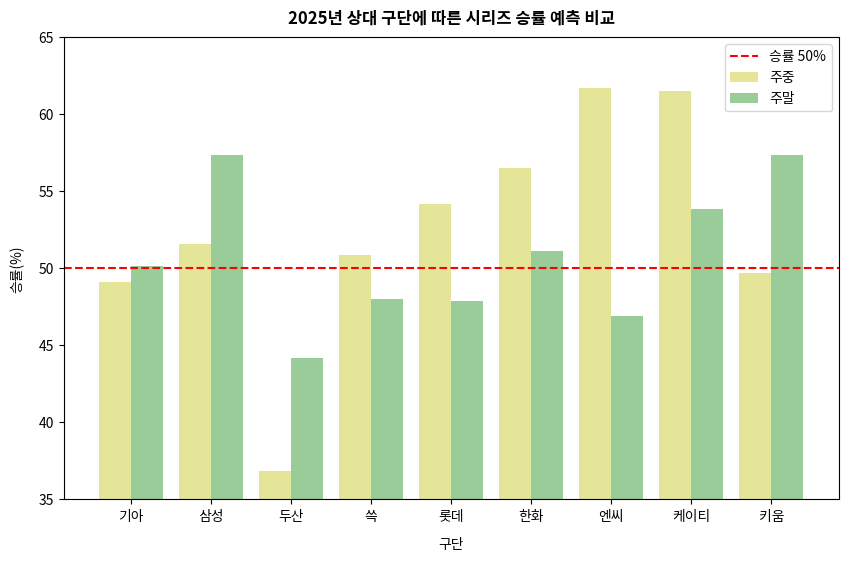 2025년 상대 구단에 따른 시리즈 승률 예측 비교
승률 50%
주중
주말
승률(%)
65
60
55
50
45
40
35
기아 삼성 두산 쓱 롯데 한화 엔씨 케이티 키움
구단